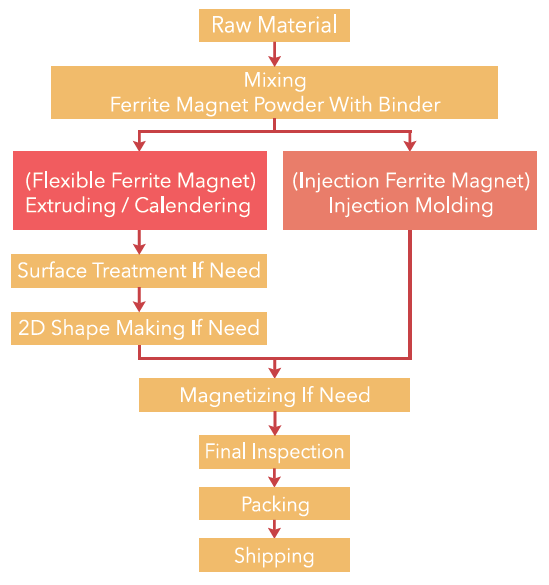 Raw Material
Mixing
Ferrite Magnet Powder With Binder
(Flexible Ferrite Magnet)
Extruding / Calendering
(Injection Ferrite Magnet)
Injection Molding
Surface Treatment If Need
2D Shape Making If Need
Magnetizing If Need
Final Inspection
Packing
Shipping